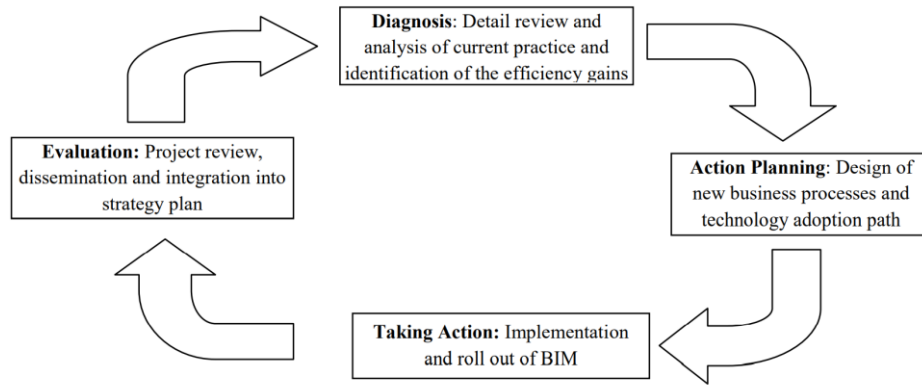 Diagnosis: Detail review and
analysis of current practice and
identification of the efficiency gains
Action Planning: Design of
new business processes and
technology adoption path
Taking Action: Implementation
and roll out of BIM
Evaluation: Project review,
dissemination and integration into
strategy plan